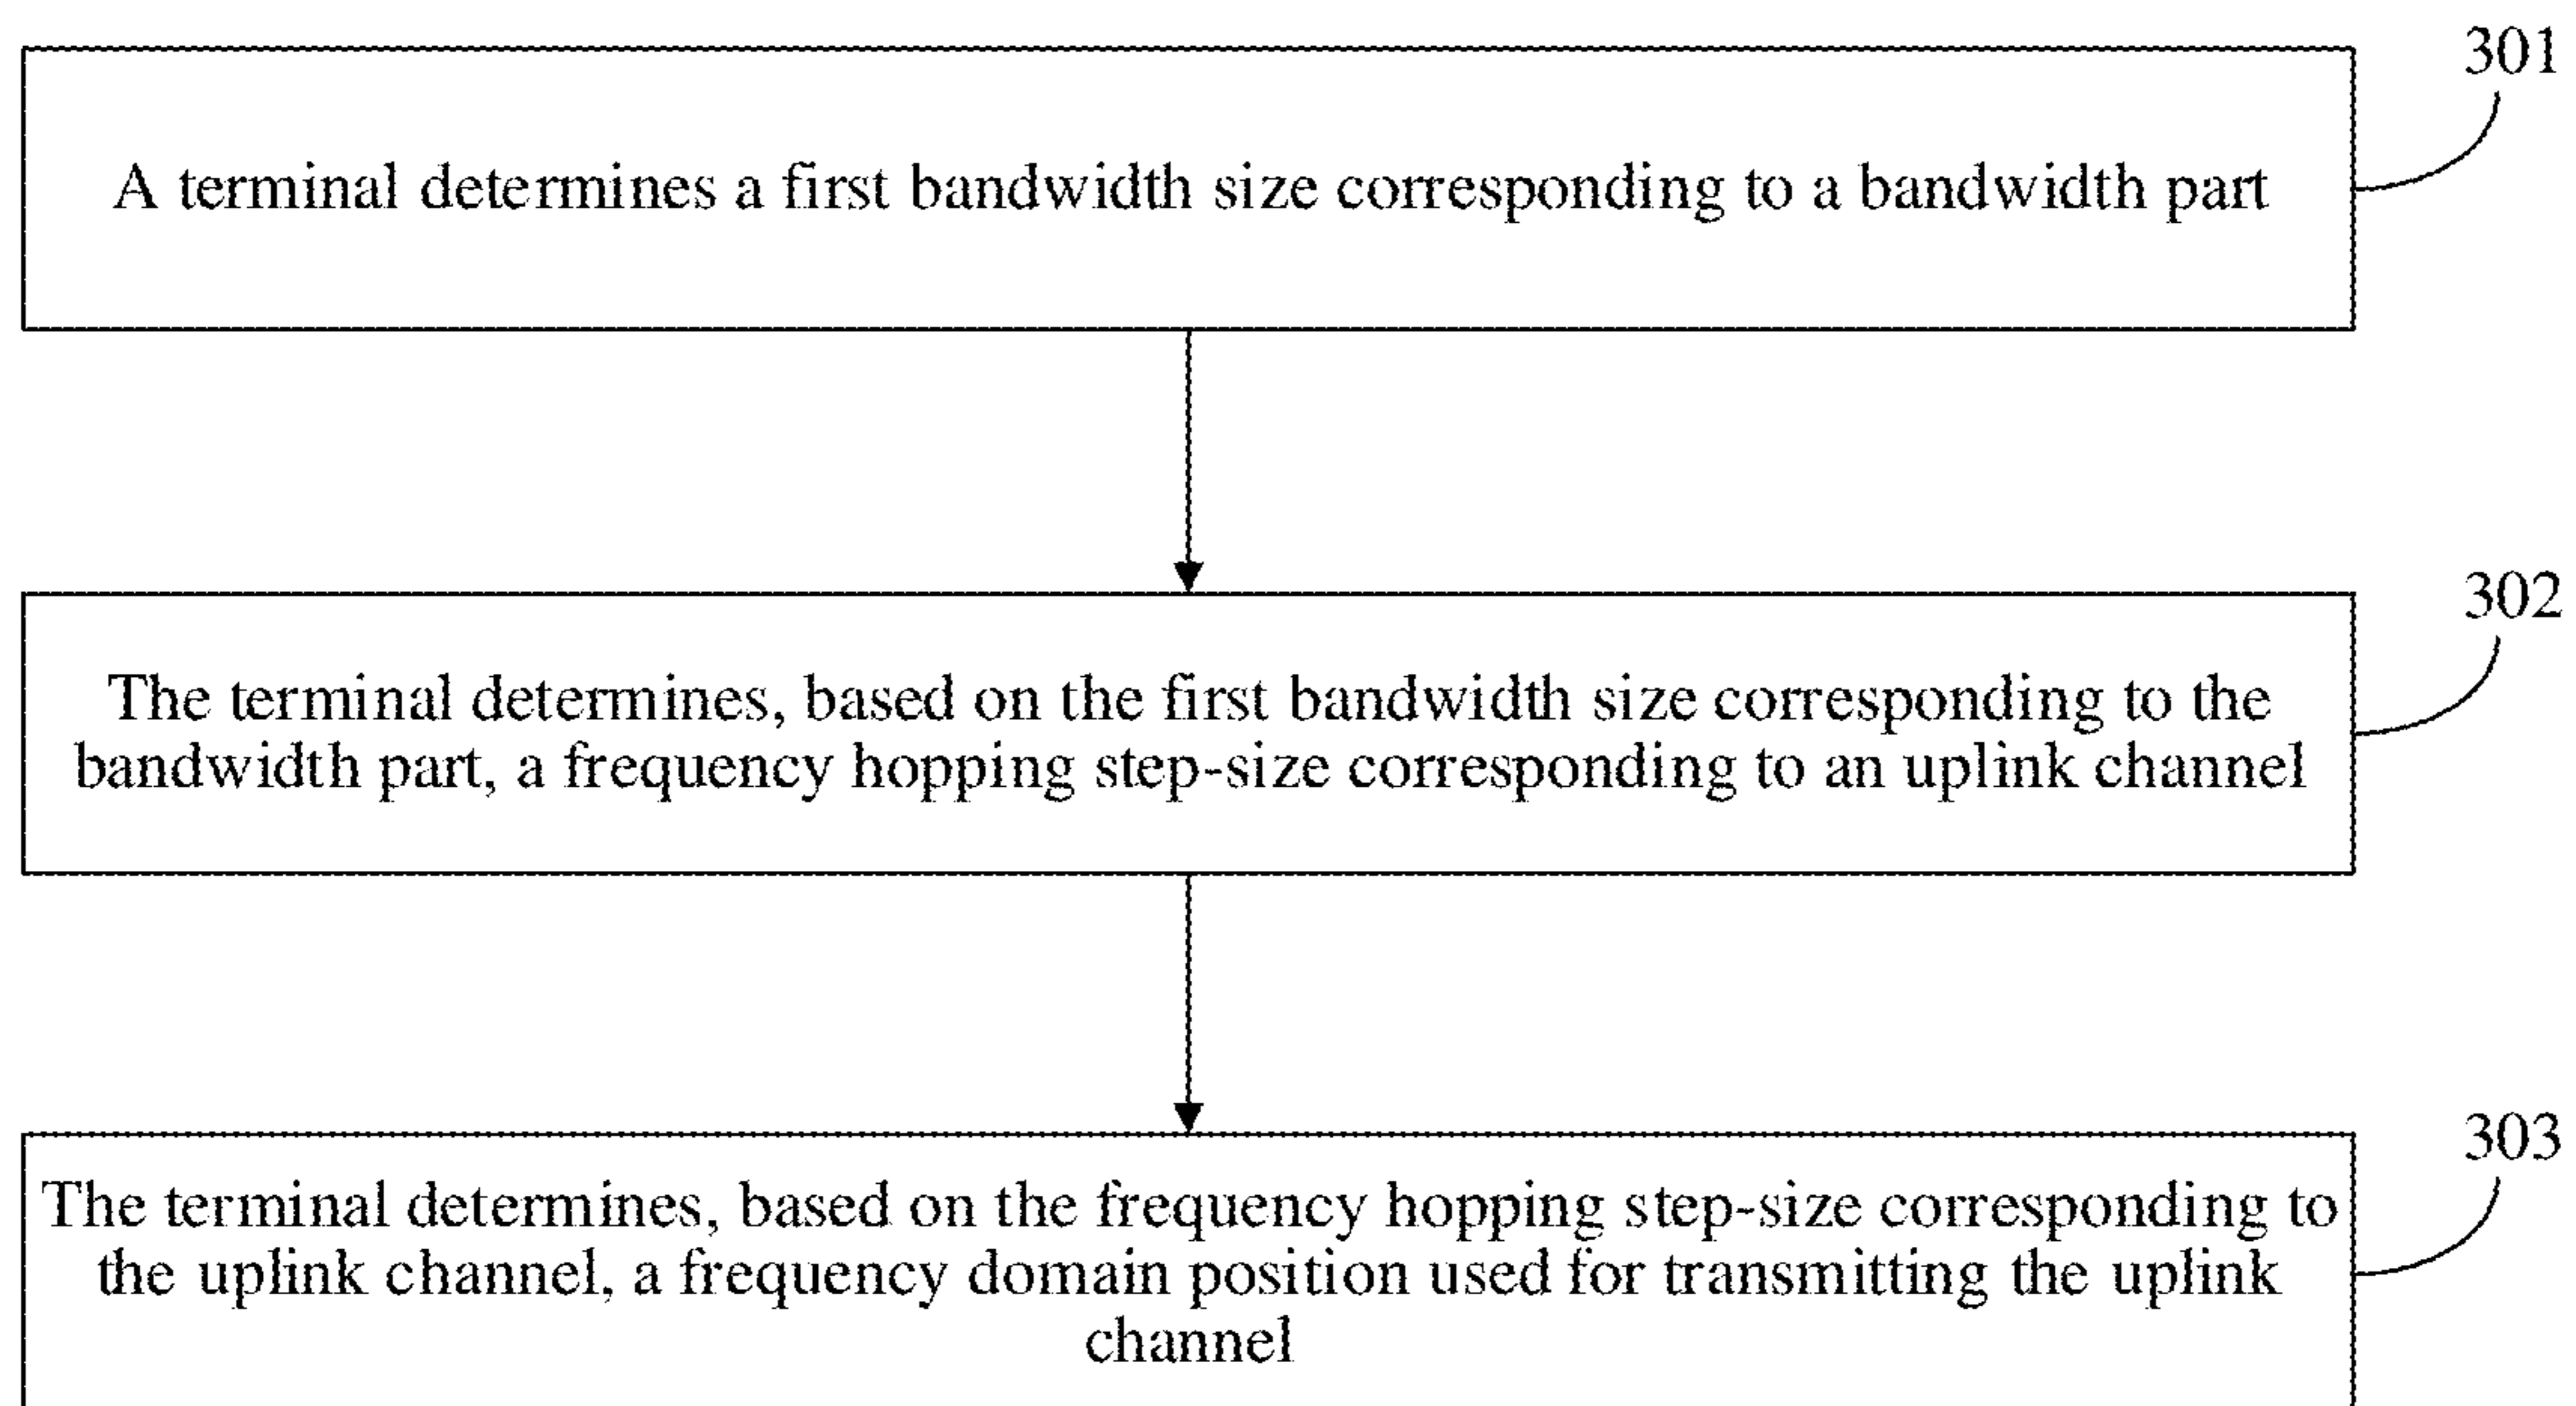 301
A terminal determines a first bandwidth size corresponding to a bandwidth part
302
The terminal determines, based on the first bandwidth size corresponding to the
bandwidth part, a frequency hopping step-size corresponding to an uplink channel
303
The terminal determines, based on the frequency hopping step-size corresponding to
the uplink channel, a frequency domain position used for transmitting the uplink
channel